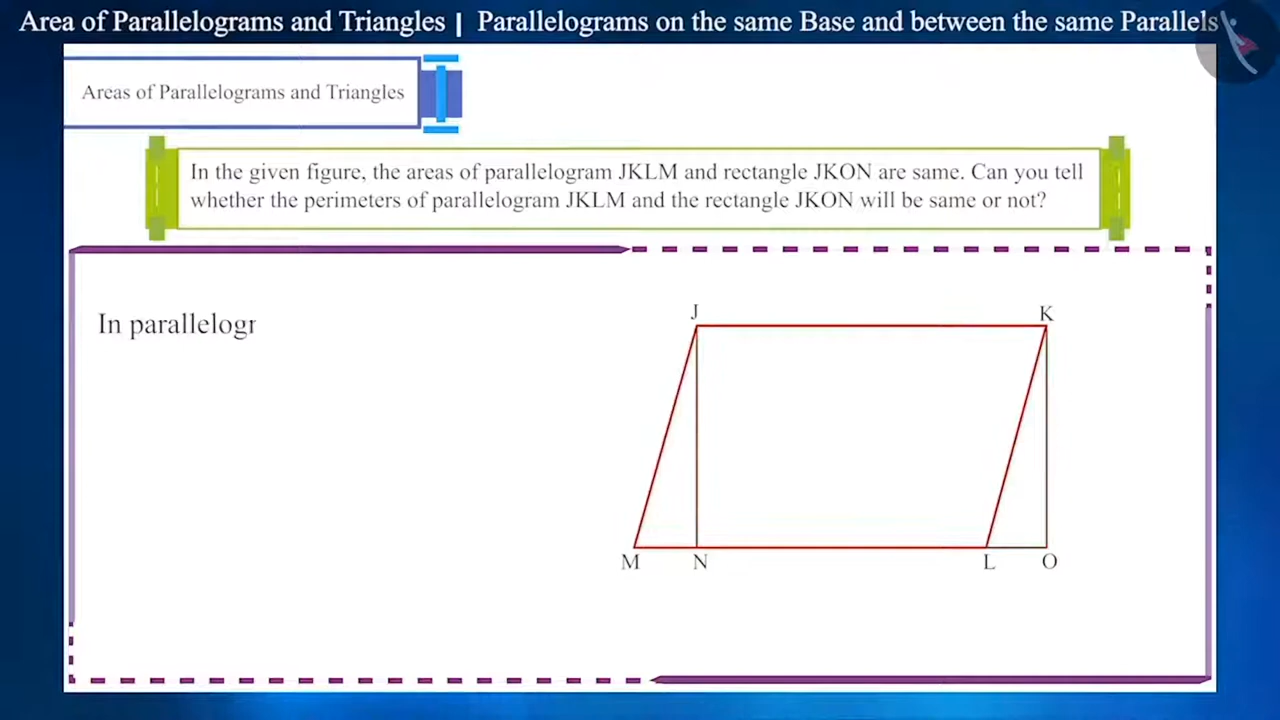 Area of Parallelograms and Triangles | Parallelograms on the same Base and between the same Parallels
Areas of Parallelograms and Triangles
In the given figure, the areas of parallelogram JKLM and rectangle JKON are same. Can you tell
whether the perimeters of parallelogram JKLM and the rectangle JKON will be same or not?
In parallelogr
J K
M N L O